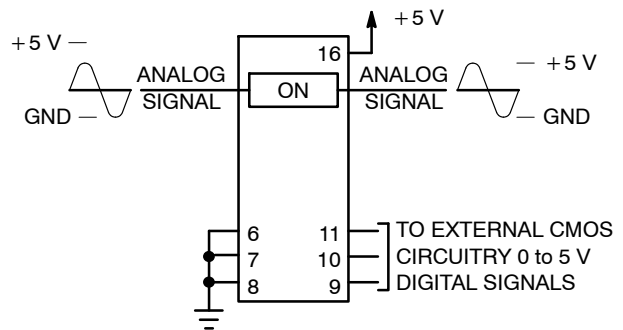 +5 V
16
+5 V
ANALOG
SIGNAL
ON
ANALOG
SIGNAL
+5 V
GND
GND
6
7
8
11
10
9
TO EXTERNAL CMOS
CIRCUITRY 0 to 5 V
DIGITAL SIGNALS